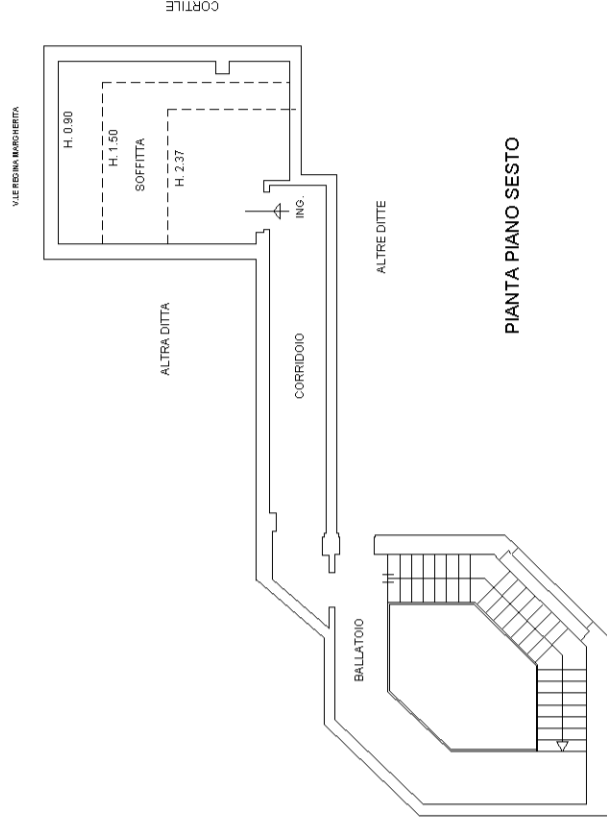 CORTILE
V.LE REGINA MARGHERITA
H. 0.90
H. 1.50
SOFFITTA
H. 2.37
ING.
ALTRA DITTA
ALTRE DITTE
CORRIDOIO
BALLATOIO
PIANTA PIANO SESTO